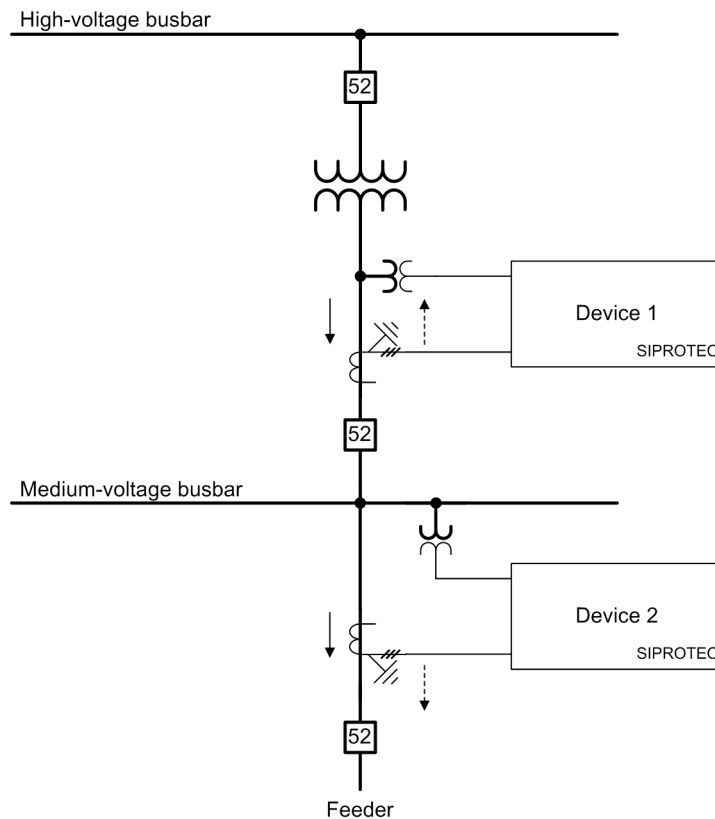 High-voltage busbar
52
Device 1
SIPROTEC
52
Medium-voltage busbar
Device 2
SIPROTEC
52
Feeder